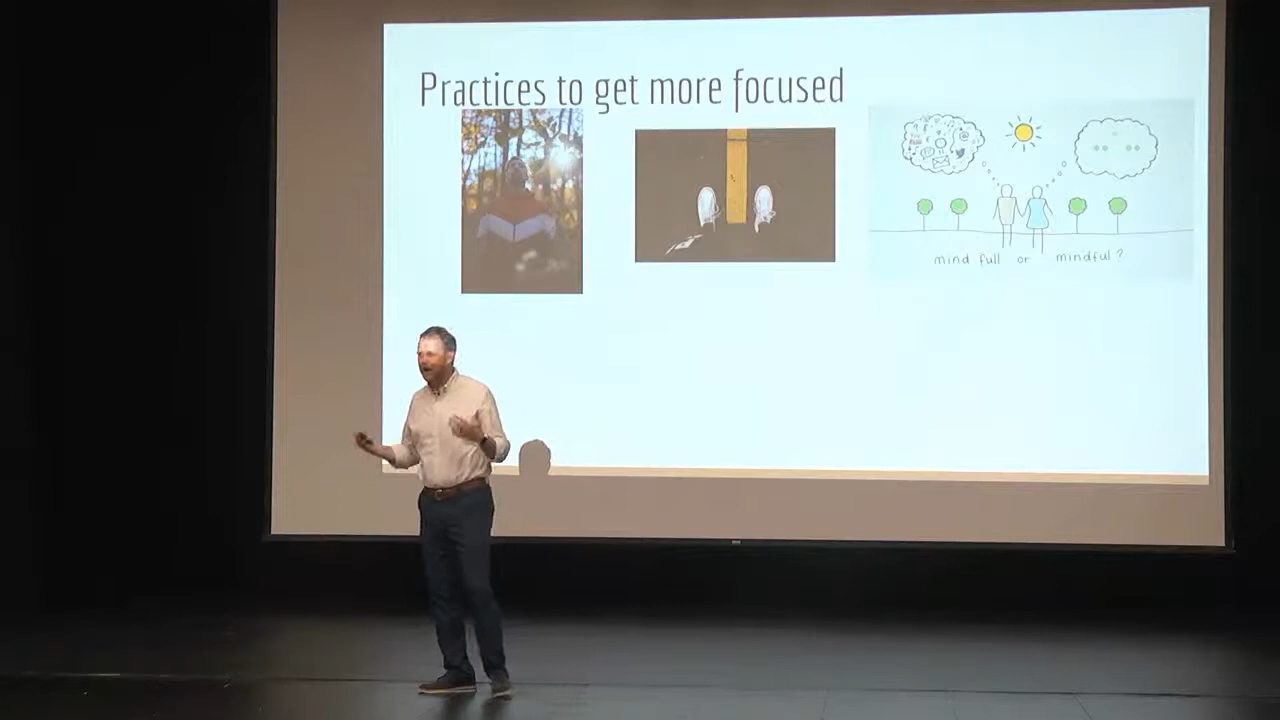 Practices to get more focused
mind full or mindful?